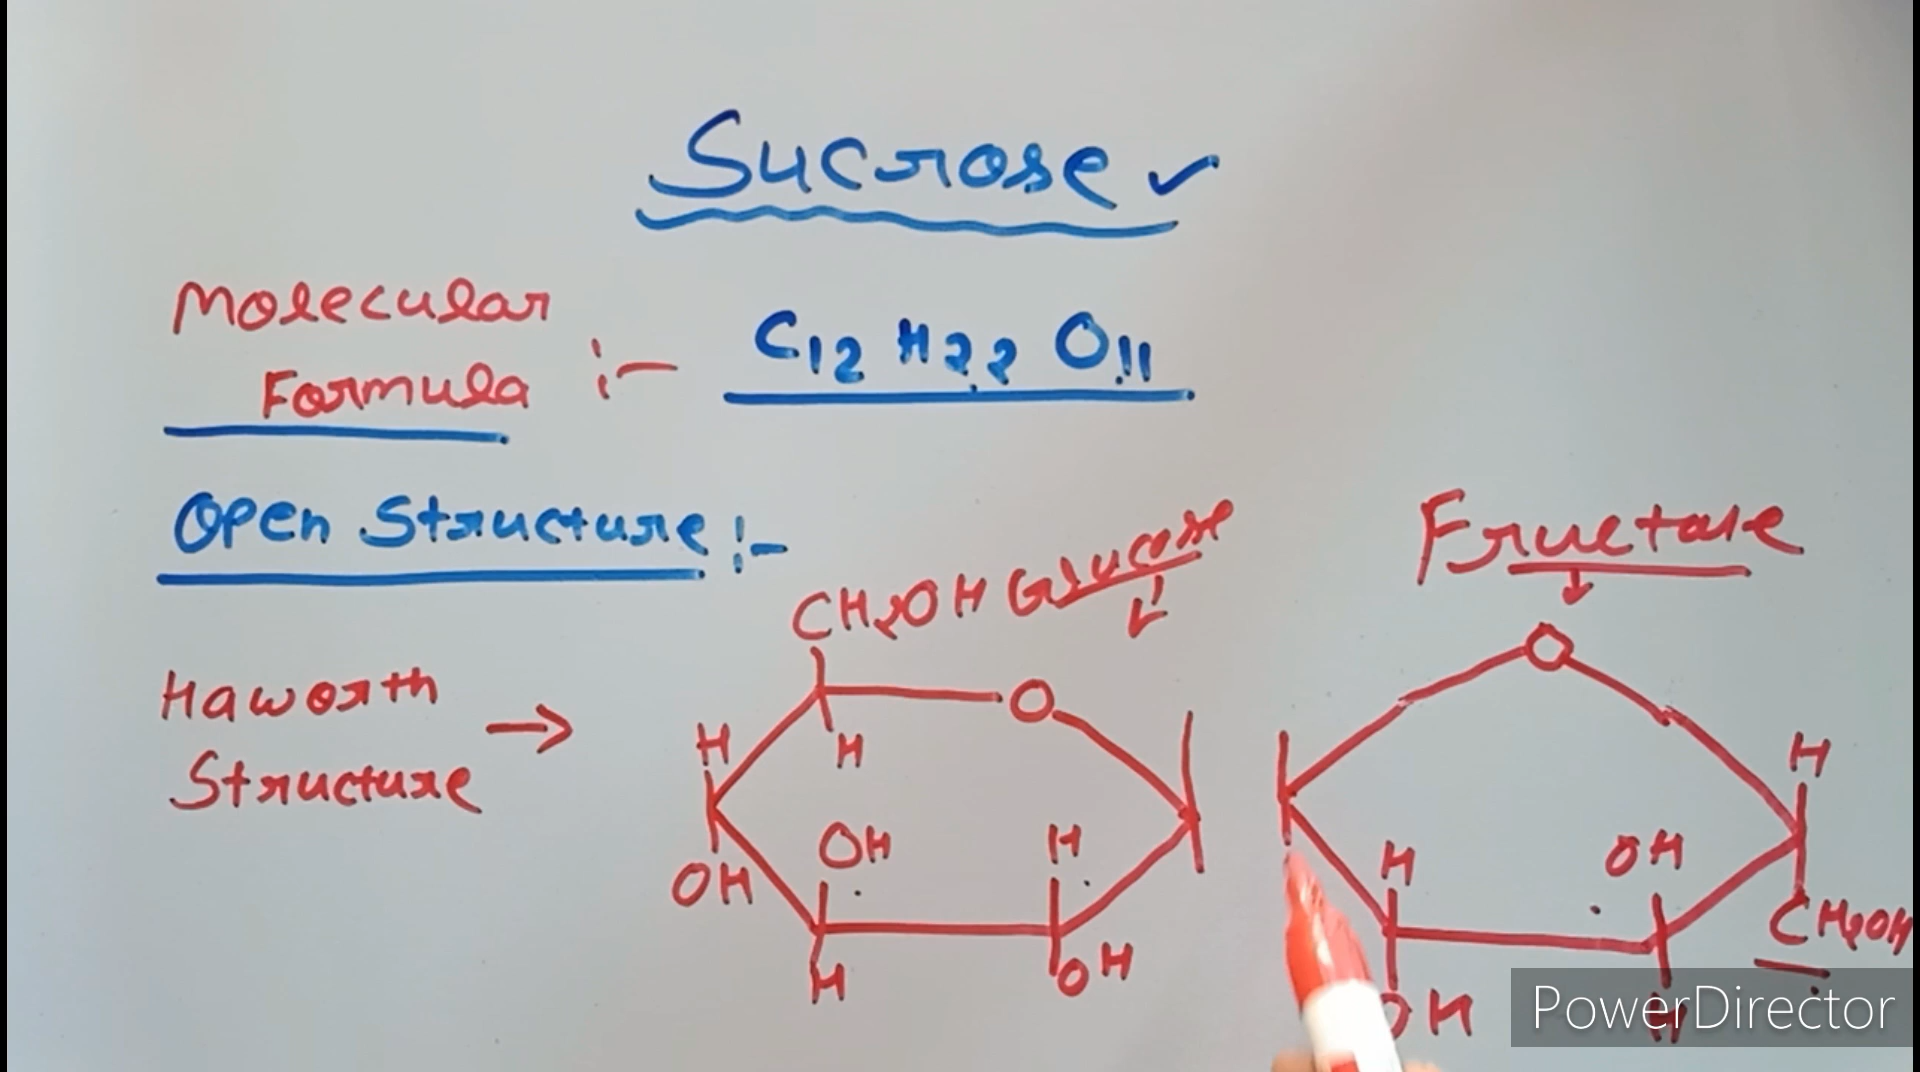 Sucrose ✓
Molecular
Formula :- C12 H22 O11
Open Structure :-
Haworth
Structure →
CH2OH Glucose
Fructose
O
O
H
H
H
OH
H
OH
H
OH
OH
CH2OH
H
OH
OH
H
PowerDirector